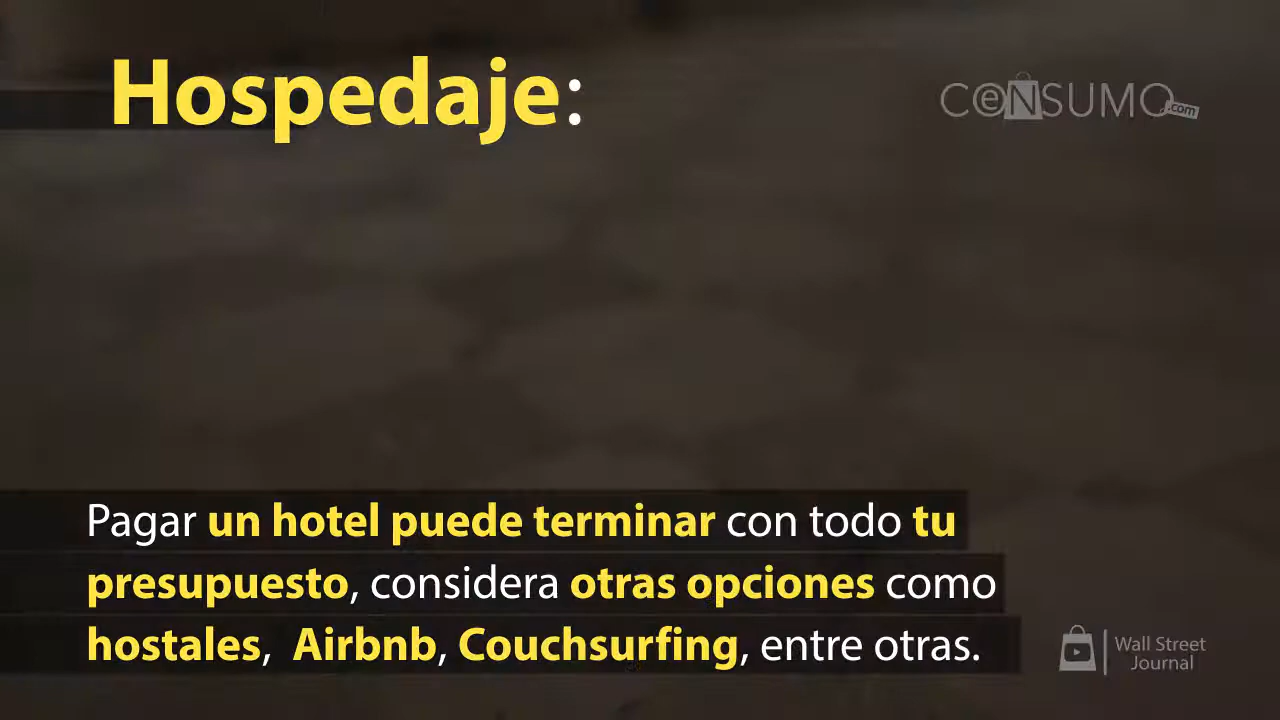 Hospedaje:
CeNSUMO.com
Pagar un hotel puede terminar con todo tu
presupuesto, considera otras opciones como
hostales, Airbnb, Couchsurfing, entre otras.
Wall Street
Journal